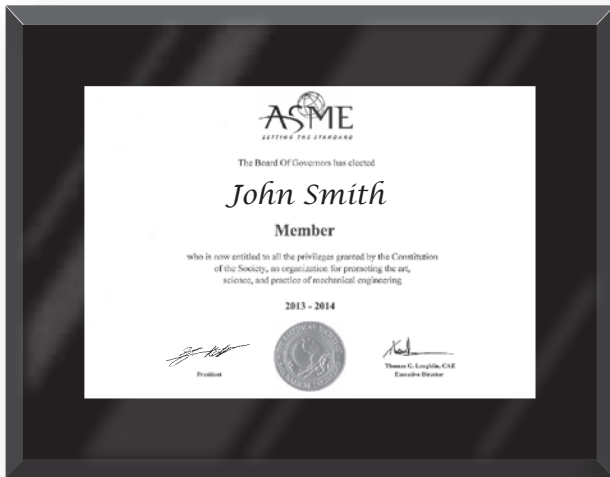 ASME
SETTING THE STANDARD
The Board Of Governors has elected
John Smith
Member
who is now entitled to all the privileges granted by the Constitution
of the Society, an organization for promoting the art,
science, and practice of mechanical engineering
2013 - 2014
President
Thomas G. Loughlin, CAE
Executive Director